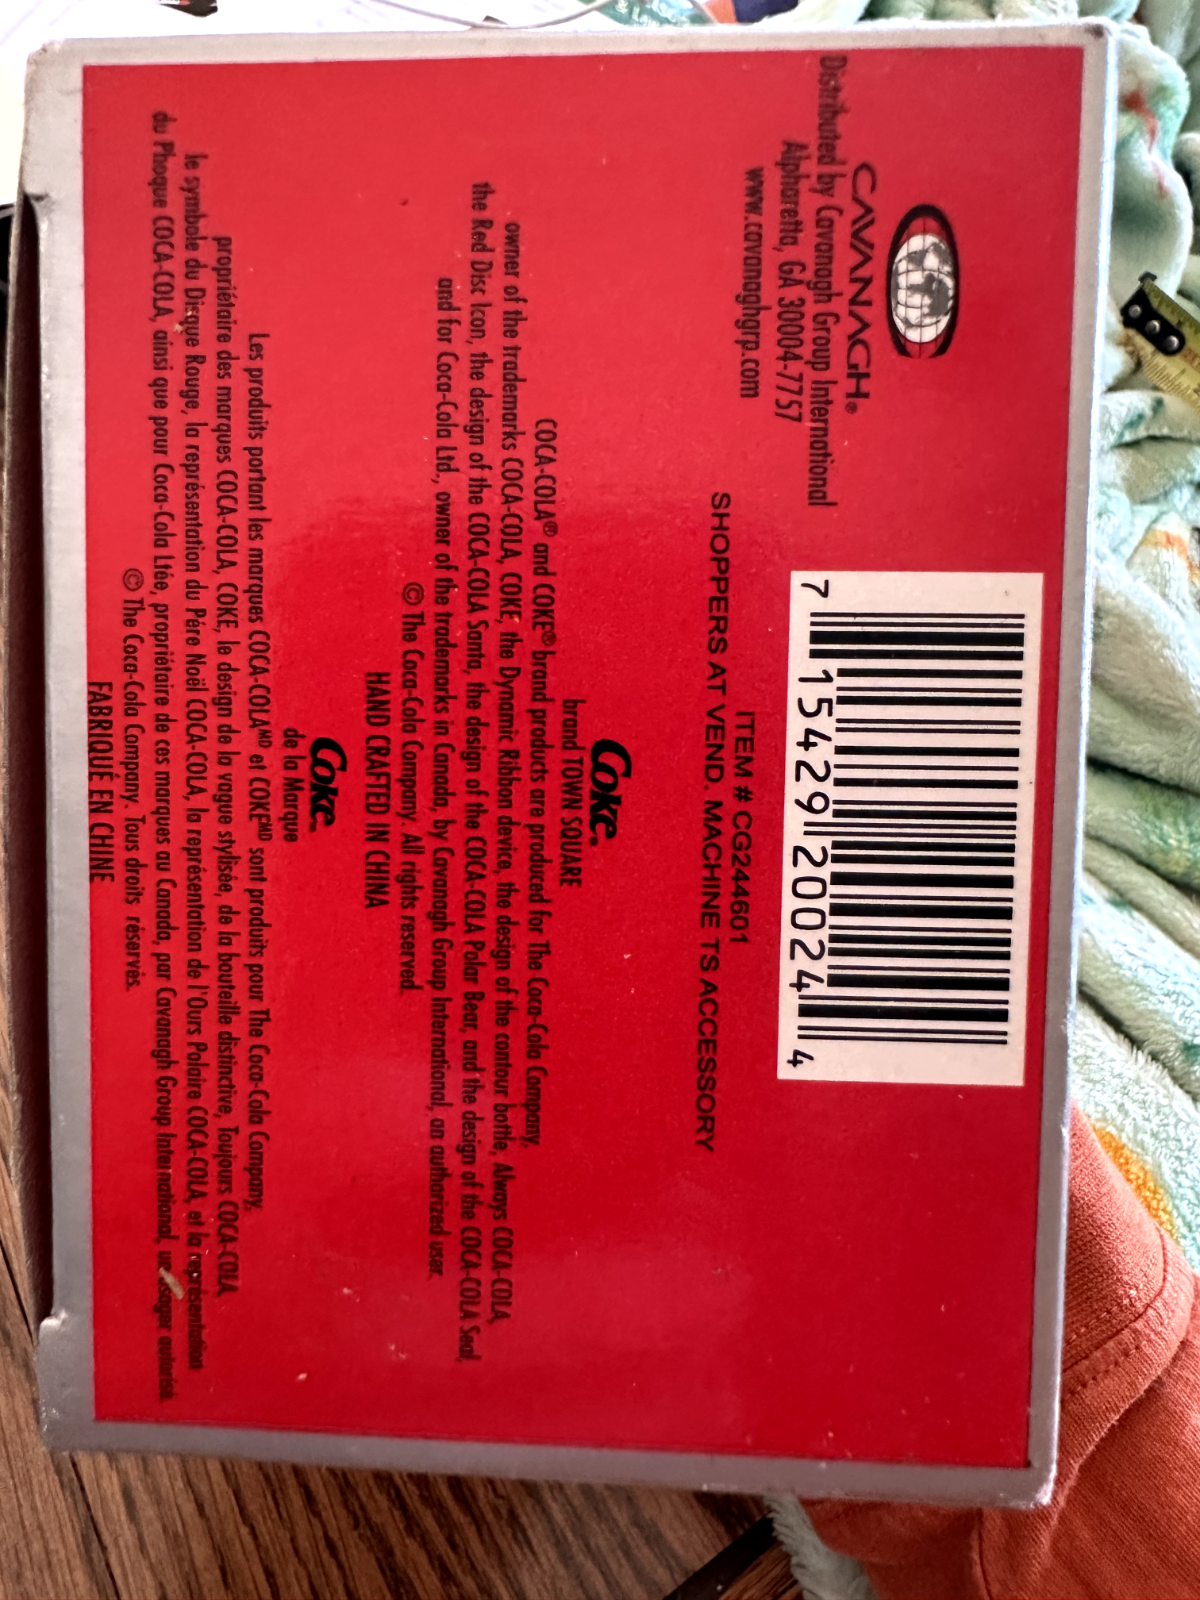 CAVANAGH®
Distributed by Cavanagh Group International
Alpharetta, GA 30004-7757
www.cavanaghgrp.com
7 15429 20024 4
ITEM # CG244601
SHOPPERS AT VEND. MACHINE TS ACCESSORY
Coke.
brand TOWN SQUARE
COCA-COLA® and COKE® brand products are produced for The Coca-Cola Company,
owner of the trademarks COCA-COLA, COKE, the Dynamic Ribbon device, the design of the contour bottle, Always COCA-COLA,
the Red Disc Icon, the design of the COCA-COLA Santa, the design of the COCA-COLA Polar Bear, and the design of the COCA-COLA Seal,
and for Coca-Cola Ltd., owner of the trademarks in Canada, by Cavanagh Group International, an authorized user.
© The Coca-Cola Company. All rights reserved.
HAND CRAFTED IN CHINA
Coke.
de la Marque
Les produits portant les marques COCA-COLA MD et COKE MD sont produits pour The Coca-Cola Company,
propriétaire des marques COCA-COLA, COKE, le design de la vague stylisée, de la bouteille distinctive, Toujours COCA-COLA,
le symbole du Disque Rouge, la représentation du Père Noël COCA-COLA, la représentation de l'Ours Polaire COCA-COLA, et la représentation
du Phoque COCA-COLA, ainsi que pour Coca-Cola Ltée, propriétaire de ces marques au Canada, par Cavanagh Group International, un usager autorisé.
© The Coca-Cola Company. Tous droits réservés.
FABRIQUÉ EN CHINE